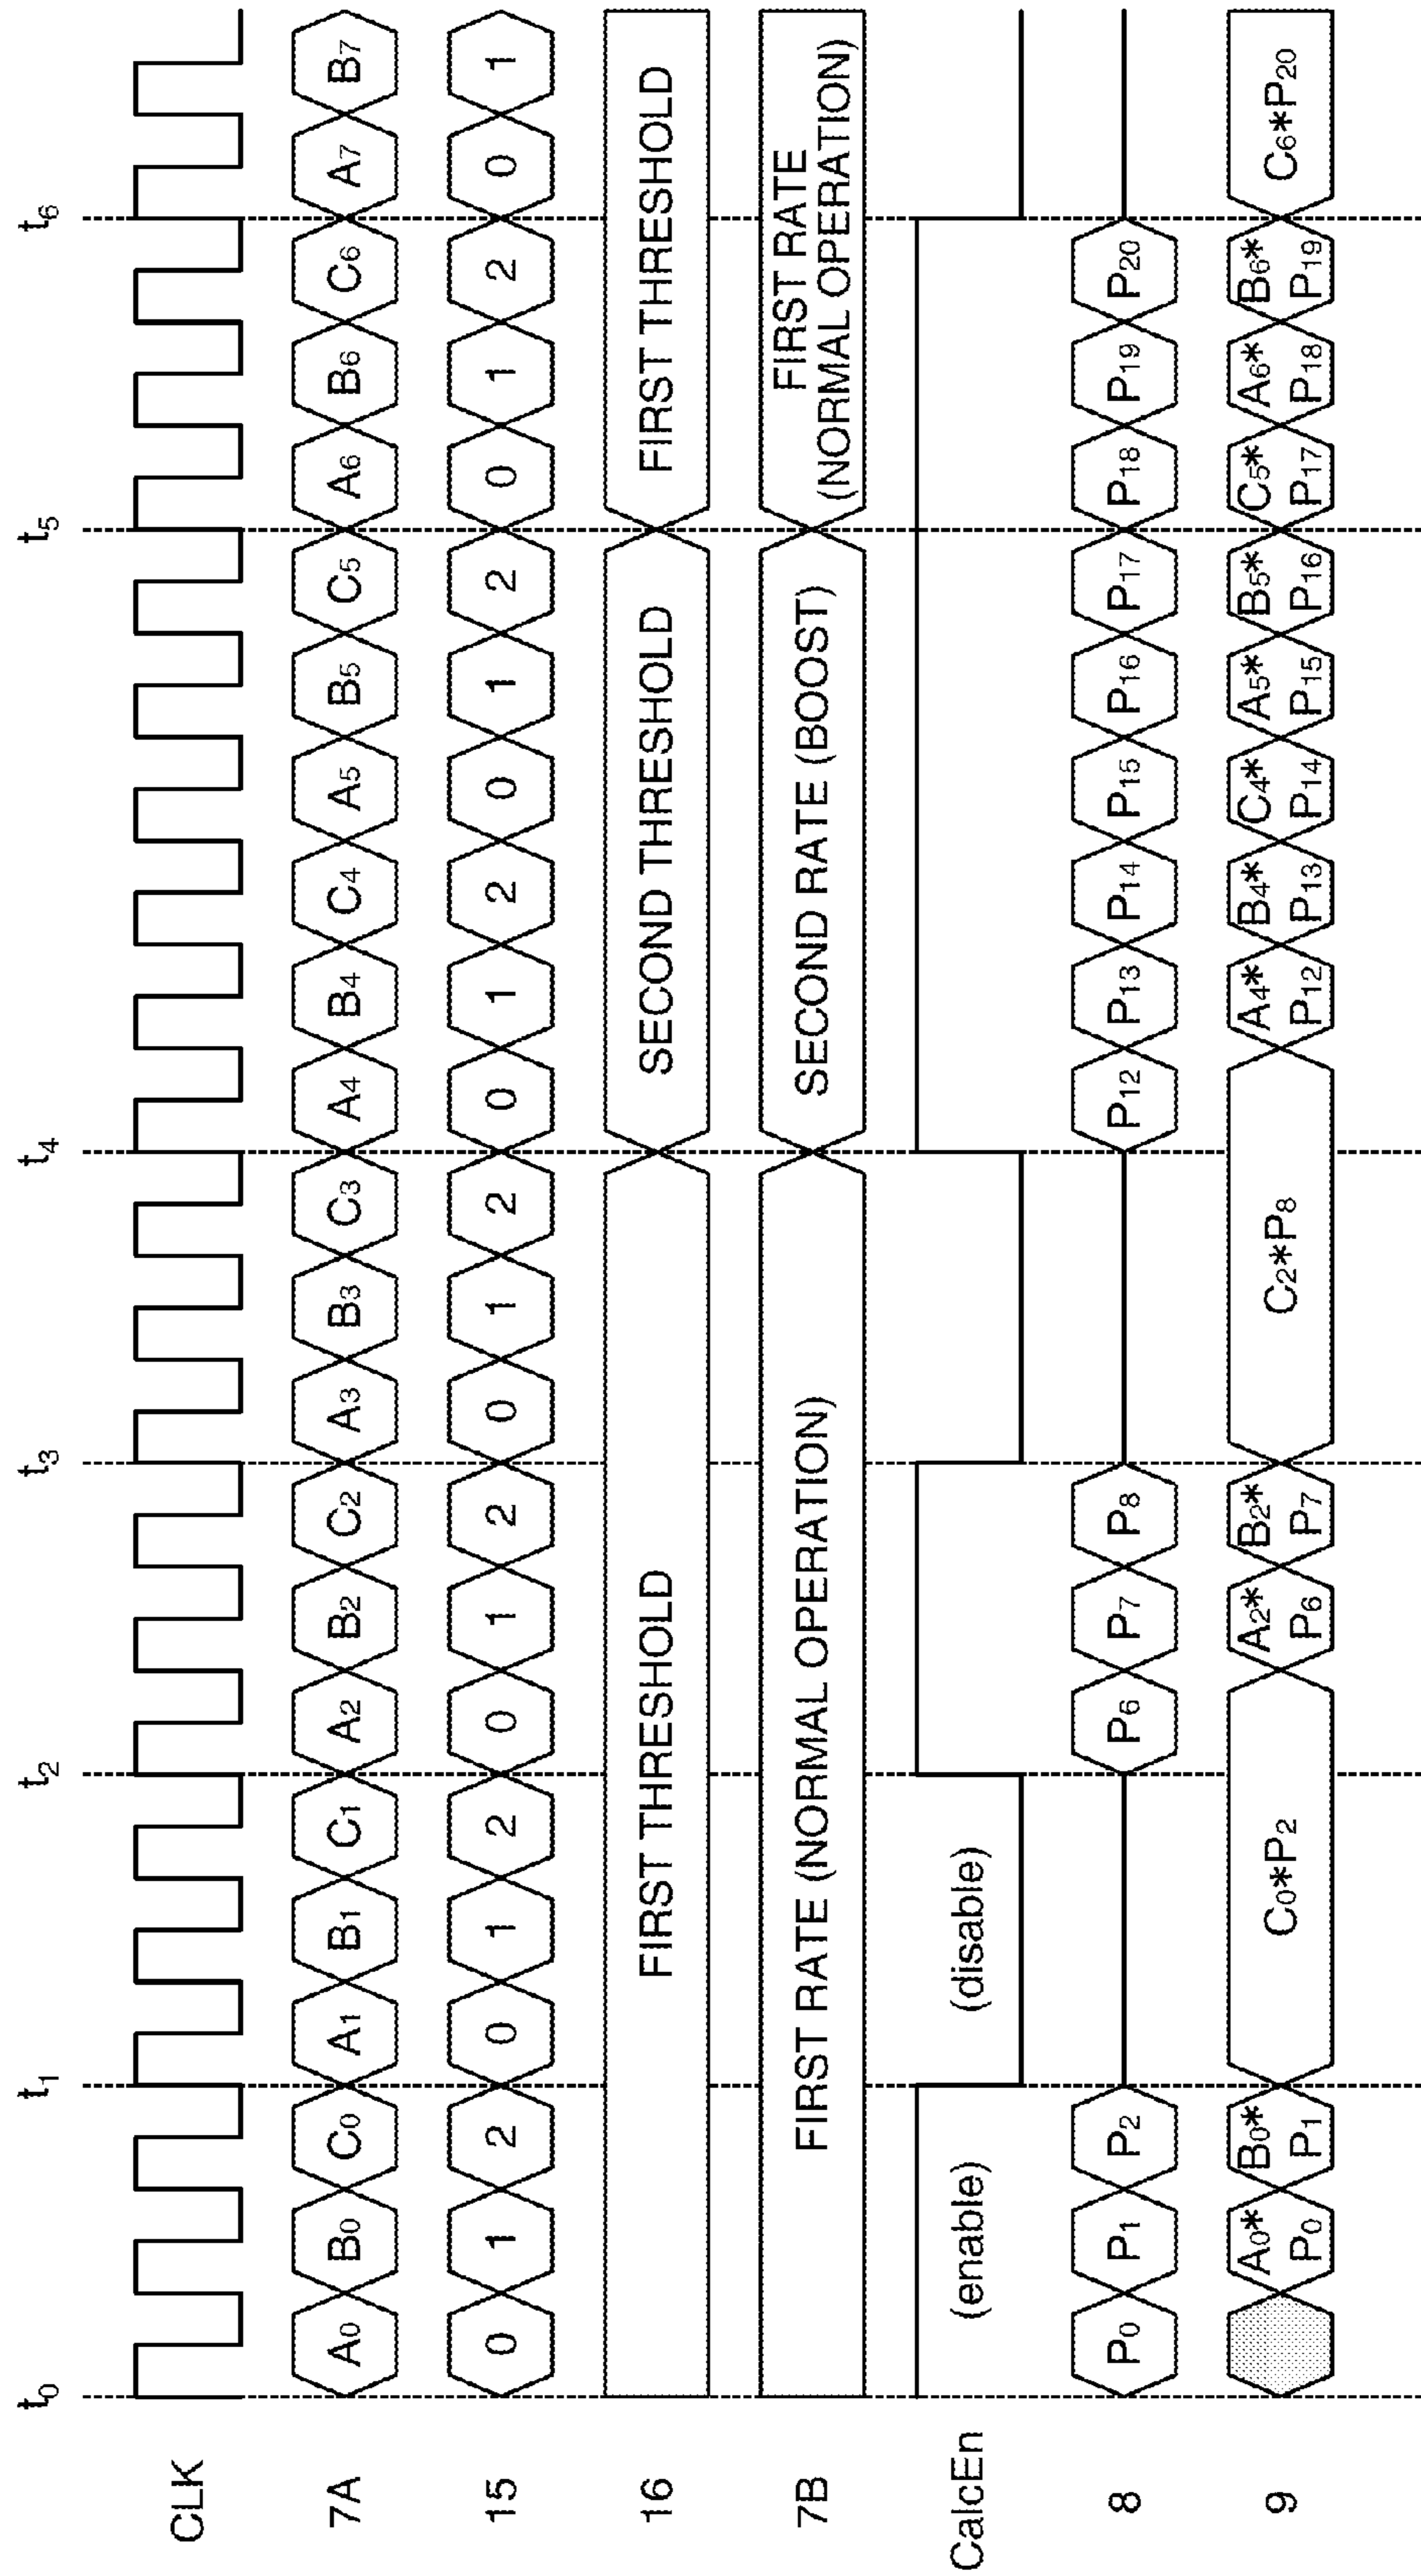 t0 t1 t2 t3 t4 t5 t6
CLK
7A A0 B0 C0 A1 B1 C1 A2 B2 C2 A3 B3 C3 A4 B4 C4 A5 B5 C5 A6 B6 C6 A7 B7
15 0 1 2 0 1 2 0 1 2 0 1 2 0 1 2 0 1 2 0 1 2 0 1
16 FIRST THRESHOLD SECOND THRESHOLD FIRST THRESHOLD
7B FIRST RATE (NORMAL OPERATION) SECOND RATE (BOOST) FIRST RATE
(NORMAL OPERATION)
CalcEn (enable) (disable)
8 P0 P1 P2 P6 P7 P8 P12 P13 P14 P15 P16 P17 P18 P19 P20
9 A0* B0* C0*P2 A2* B2* C2*P8 A4* B4* C4* A5* B5* C5* A6* B6* C6*P20
P0 P1 P6 P7 P12 P13 P14 P15 P16 P17 P18 P19